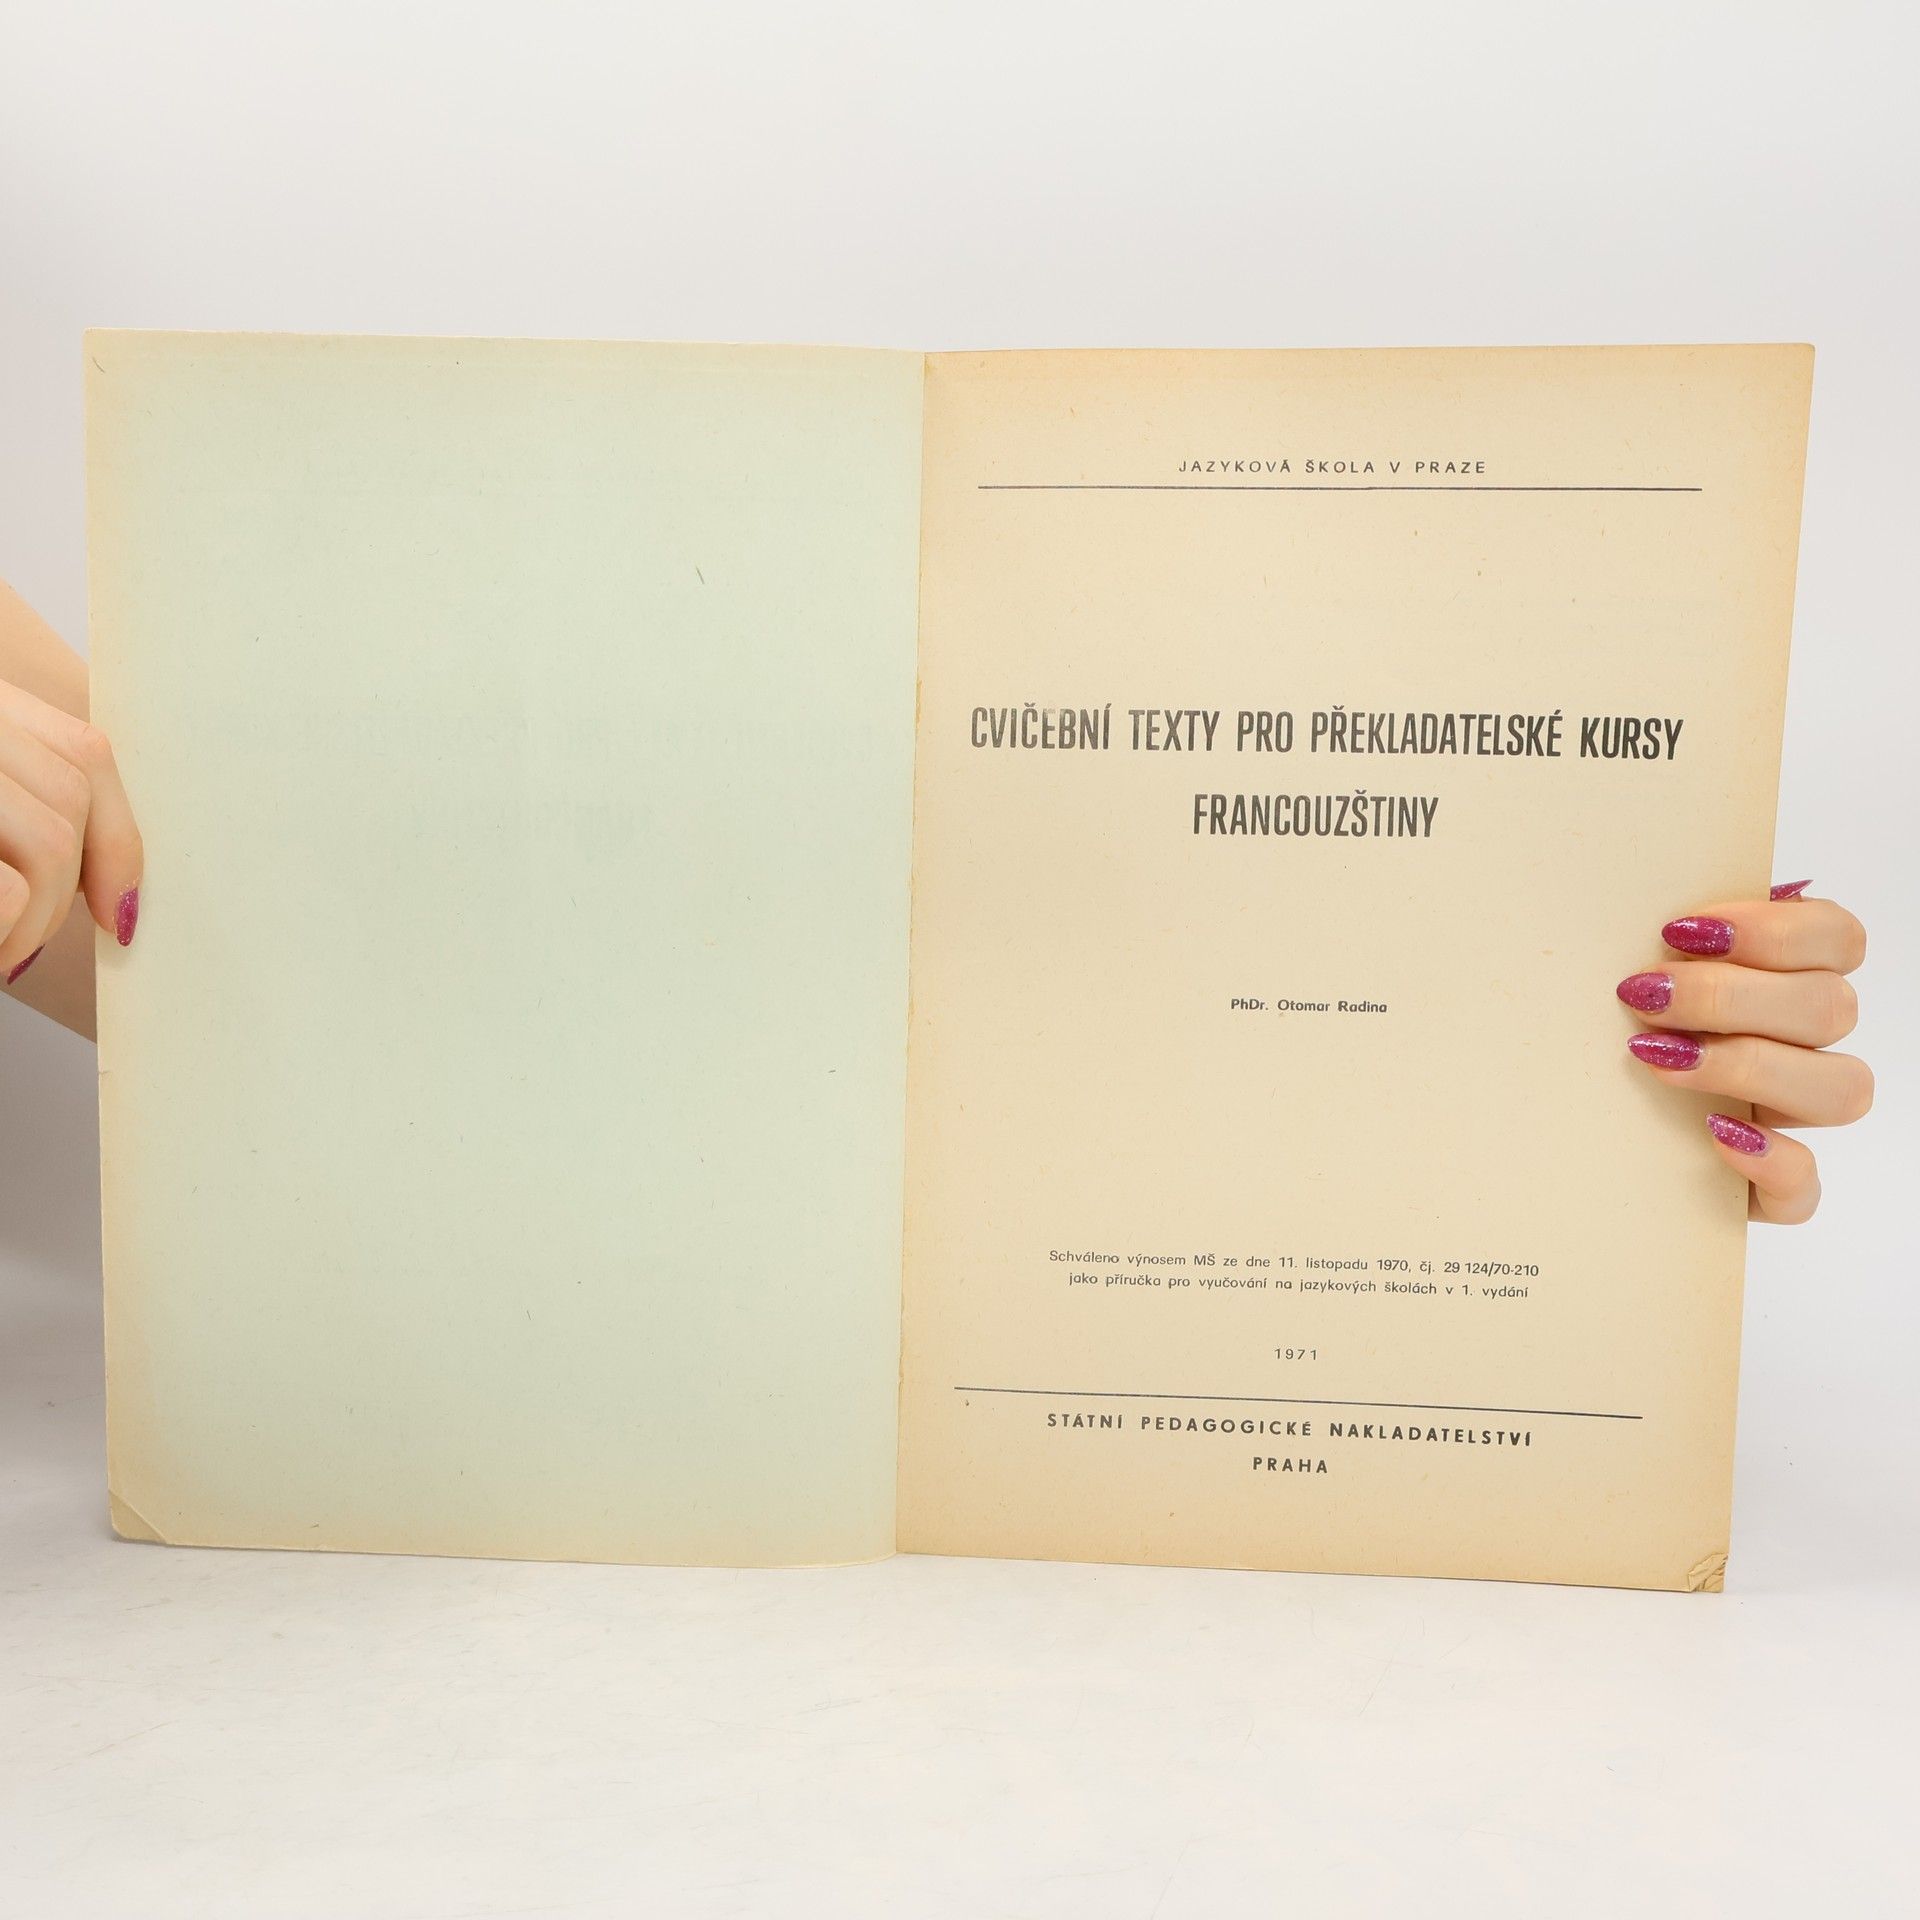 JAZYKOVÁ ŠKOLA V PRAZE
CVIČEBNÍ TEXTY PRO PŘEKLADATELSKÉ KURSY
FRANCOUZŠTINY
PhDr. Otomar Radina
Schváleno výnosem MŠ ze dne 11. listopadu 1970, čj. 29 124/70-210
jako příručka pro vyučování na jazykových školách v 1. vydání
1971
STÁTNÍ PEDAGOGICKÉ NAKLADATELSTVÍ
PRAHA